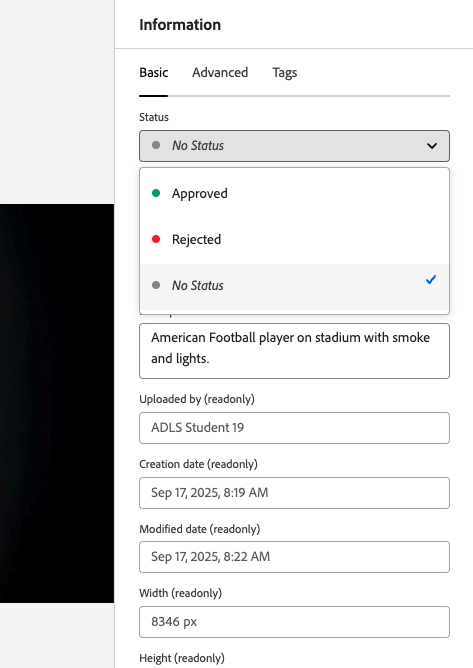 Information
Basic Advanced Tags
Status
No Status
Approved
Rejected
No Status
American Football player on stadium with smoke
and lights.
Uploaded by (readonly)
ADLS Student 19
Creation date (readonly)
Sep 17, 2025, 8:19 AM
Modified date (readonly)
Sep 17, 2025, 8:22 AM
Width (readonly)
8346 px
Height (readonly)